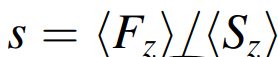 s = ⟨F_z⟩/⟨S_z⟩